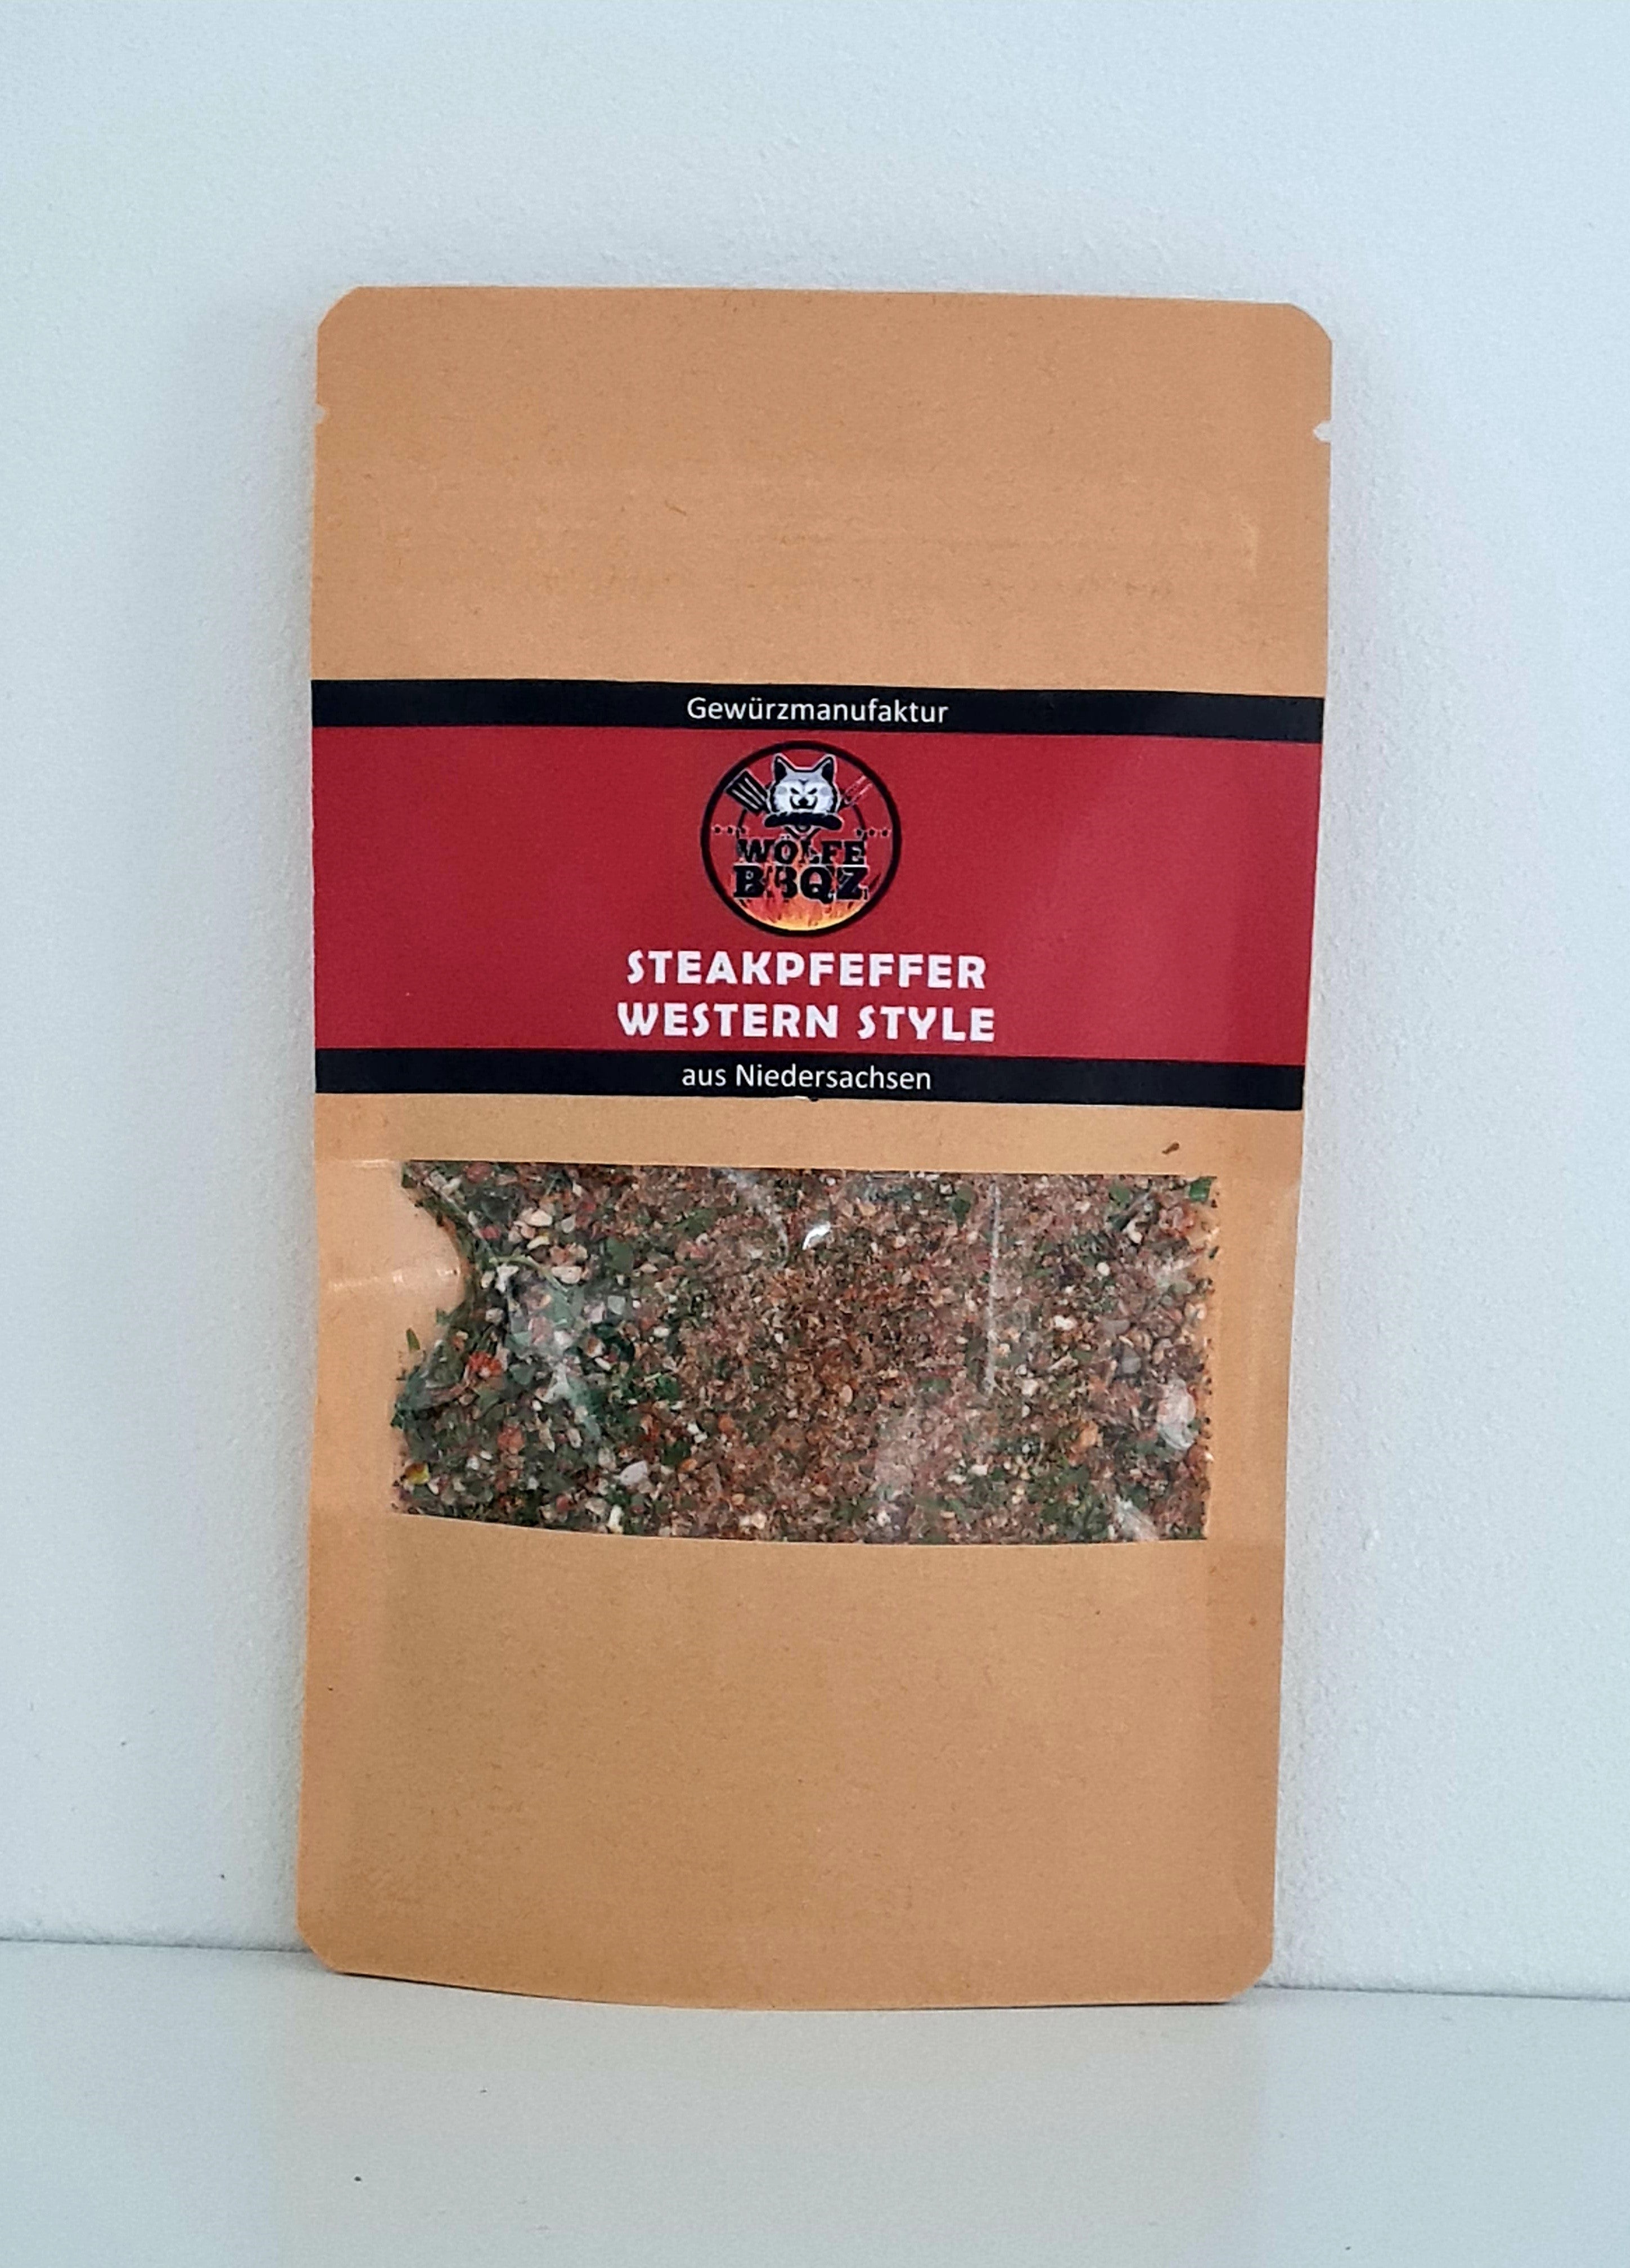 Gewürzmanufaktur
WÖLFE
BBQZ
STEAKPFEFFER
WESTERN STYLE
aus Niedersachsen